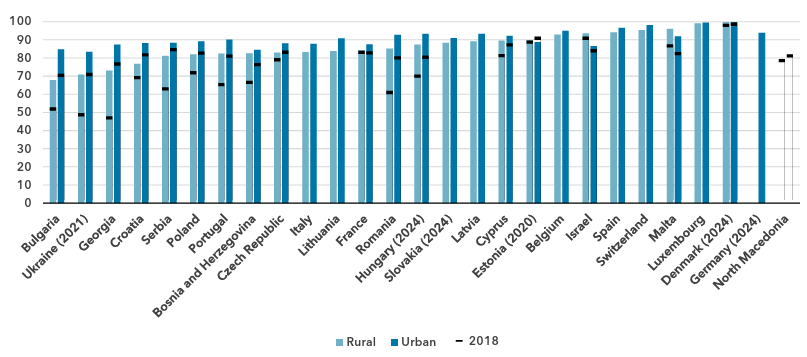 100
90
80
70
60
50
40
30
20
10
0
Bulgaria
Ukraine (2021)
Georgia
Croatia
Serbia
Poland
Portugal
Bosnia and Herzegovina
Czech Republic
Italy
Lithuania
France
Romania
Hungary (2024)
Slovakia (2024)
Latvia
Cyprus
Estonia (2020)
Belgium
Israel
Spain
Switzerland
Malta
Luxembourg
Denmark (2024)
Germany (2024)
North Macedonia
Rural Urban 2018